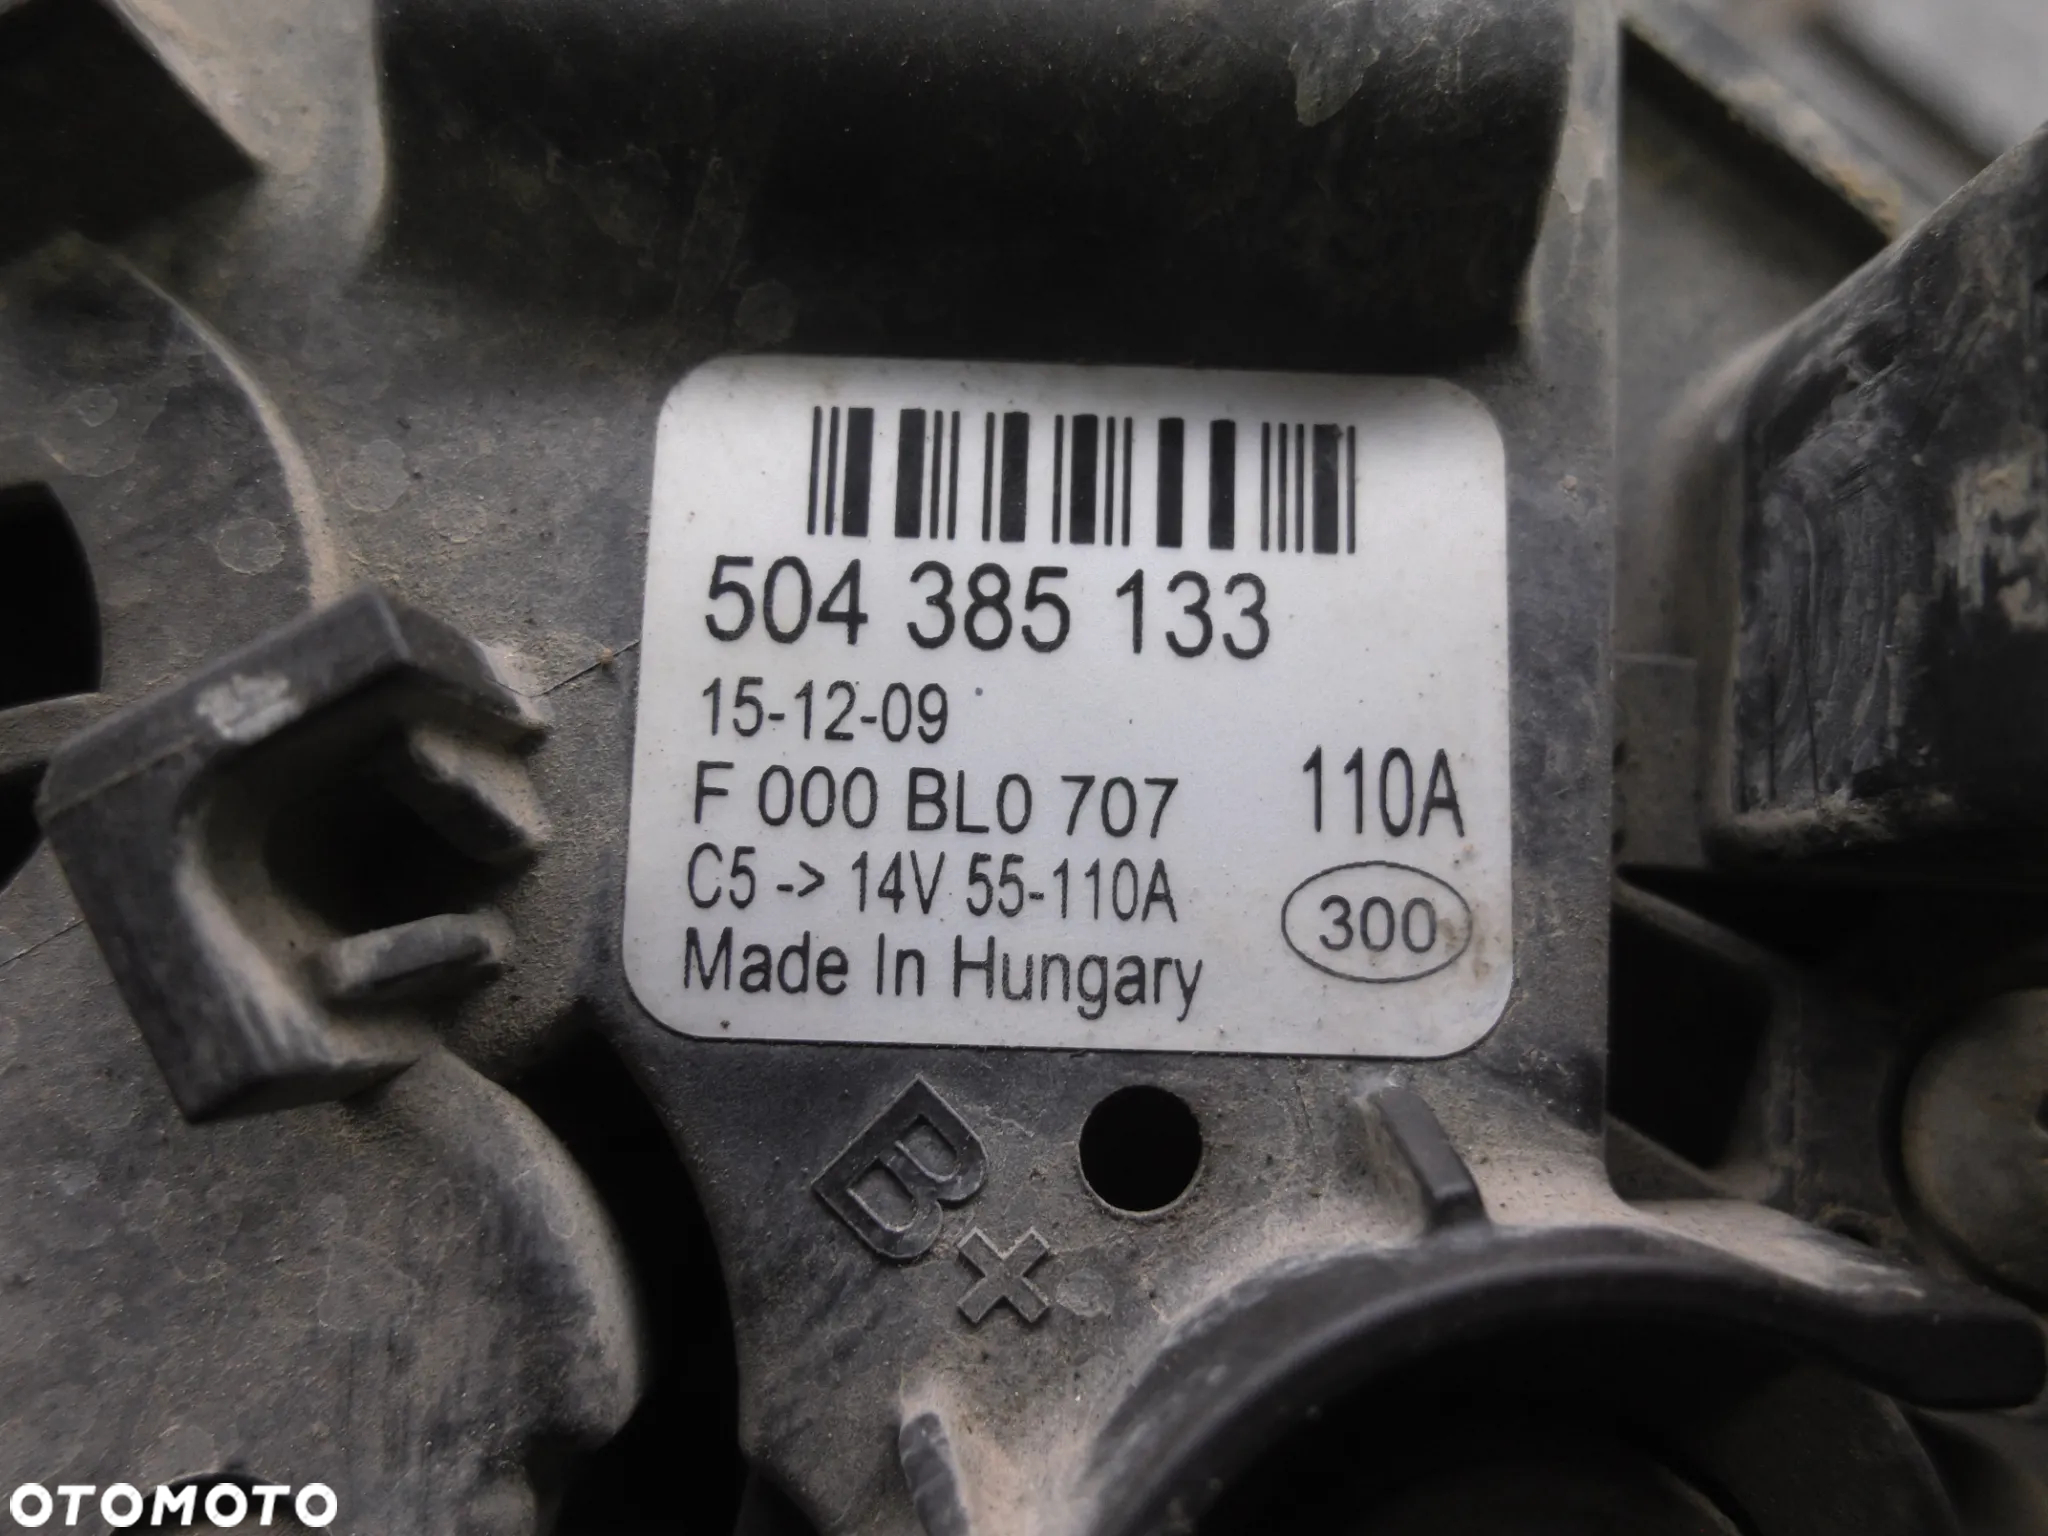 504 385 133
15-12-09
F 000 BL0 707 110A
C5 -> 14V 55-110A
300
Made In Hungary
B+
OTOMOTO